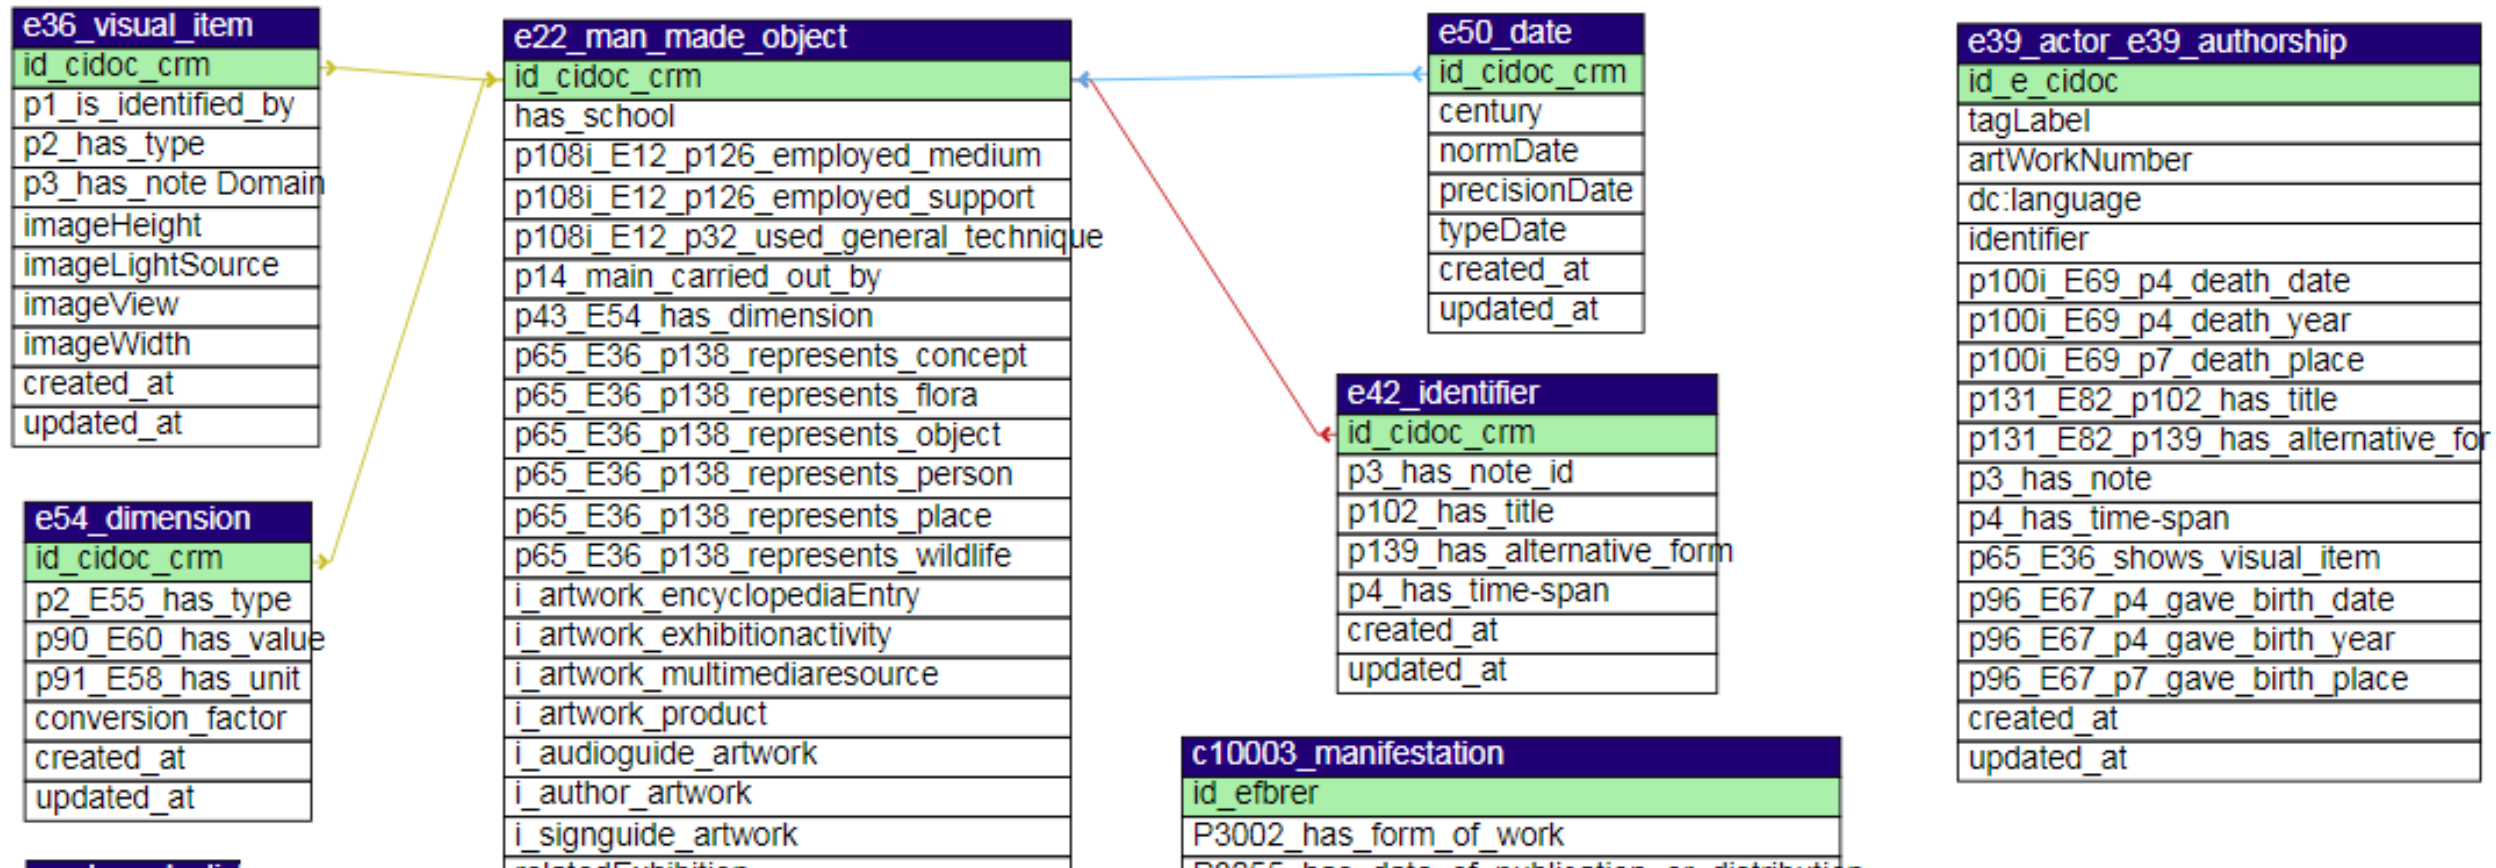 e36_visual_item
id_cidoc_crm
p1_is_identified_by
p2_has_type
p3_has_note Domain
imageHeight
imageLightSource
imageView
imageWidth
created_at
updated_at
e54_dimension
id_cidoc_crm
p2_E55_has_type
p90_E60_has_value
p91_E58_has_unit
conversion_factor
created_at
updated_at
e22_man_made_object
id_cidoc_crm
has_school
p108i_E12_p126_employed_medium
p108i_E12_p126_employed_support
p108i_E12_p32_used_general_technique
p14_main_carried_out_by
p43_E54_has_dimension
p65_E36_p138_represents_concept
p65_E36_p138_represents_flora
p65_E36_p138_represents_object
p65_E36_p138_represents_person
p65_E36_p138_represents_place
p65_E36_p138_represents_wildlife
i_artwork_encyclopediaEntry
i_artwork_exhibitionactivity
i_artwork_multimediaresource
i_artwork_product
i_audioguide_artwork
i_author_artwork
i_signguide_artwork
relatedExhibition
e50_date
id_cidoc_crm
century
normDate
precisionDate
typeDate
created_at
updated_at
e42_identifier
id_cidoc_crm
p3_has_note_id
p102_has_title
p139_has_alternative_form
p4_has_time-span
created_at
updated_at
c10003_manifestation
id_efbrer
P3002_has_form_of_work
e39_actor_e39_authorship
id_e_cidoc
tagLabel
artWorkNumber
dc:language
identifier
p100i_E69_p4_death_date
p100i_E69_p4_death_year
p100i_E69_p7_death_place
p131_E82_p102_has_title
p131_E82_p139_has_alternative_for
p3_has_note
p4_has_time-span
p65_E36_shows_visual_item
p96_E67_p4_gave_birth_date
p96_E67_p4_gave_birth_year
p96_E67_p7_gave_birth_place
created_at
updated_at